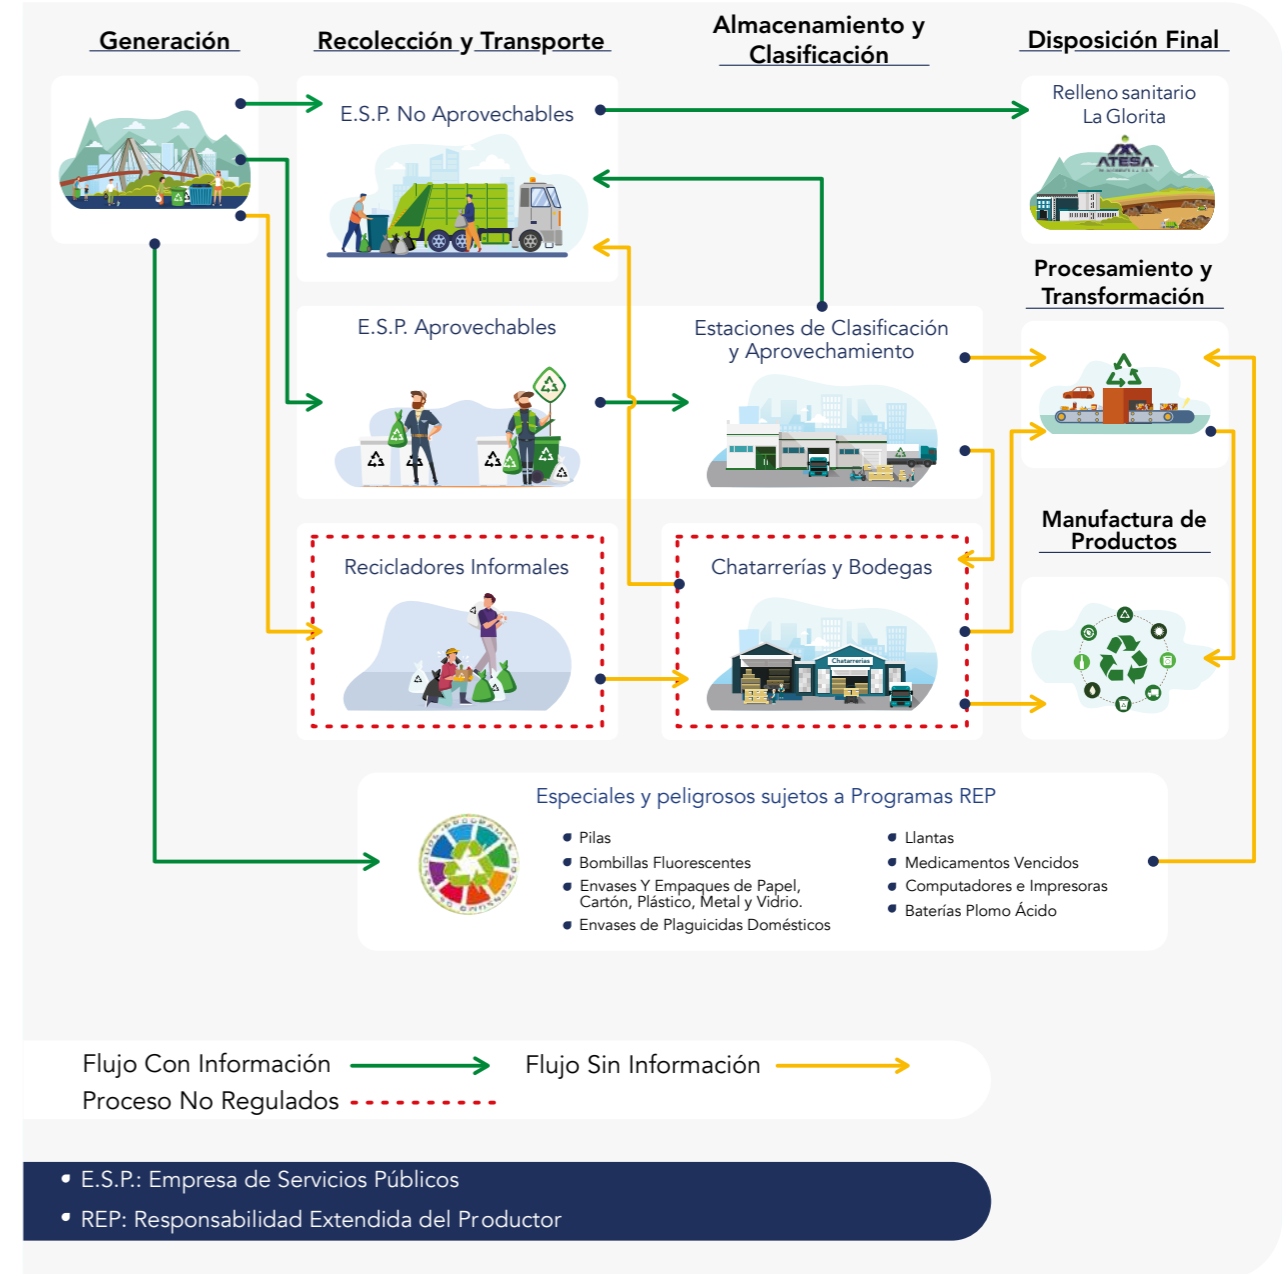 Generación
Recolección y Transporte
Almacenamiento y
Clasificación
Disposición Final
E.S.P. No Aprovechables
Relleno sanitario
La Glorita
ATESA
Procesamiento y
Transformación
E.S.P. Aprovechables
Estaciones de Clasificación
y Aprovechamiento
Manufactura de
Productos
Recicladores Informales
Chatarrerías y Bodegas
Chatarrerías
Especiales y peligrosos sujetos a Programas REP
Pilas
Bombillas Fluorescentes
Envases Y Empaques de Papel,
Cartón, Plástico, Metal y Vidrio.
Envases de Plaguicidas Domésticos
Llantas
Medicamentos Vencidos
Computadores e Impresoras
Baterías Plomo Ácido
Flujo Con Información
Flujo Sin Información
Proceso No Regulados
E.S.P.: Empresa de Servicios Públicos
REP: Responsabilidad Extendida del Productor